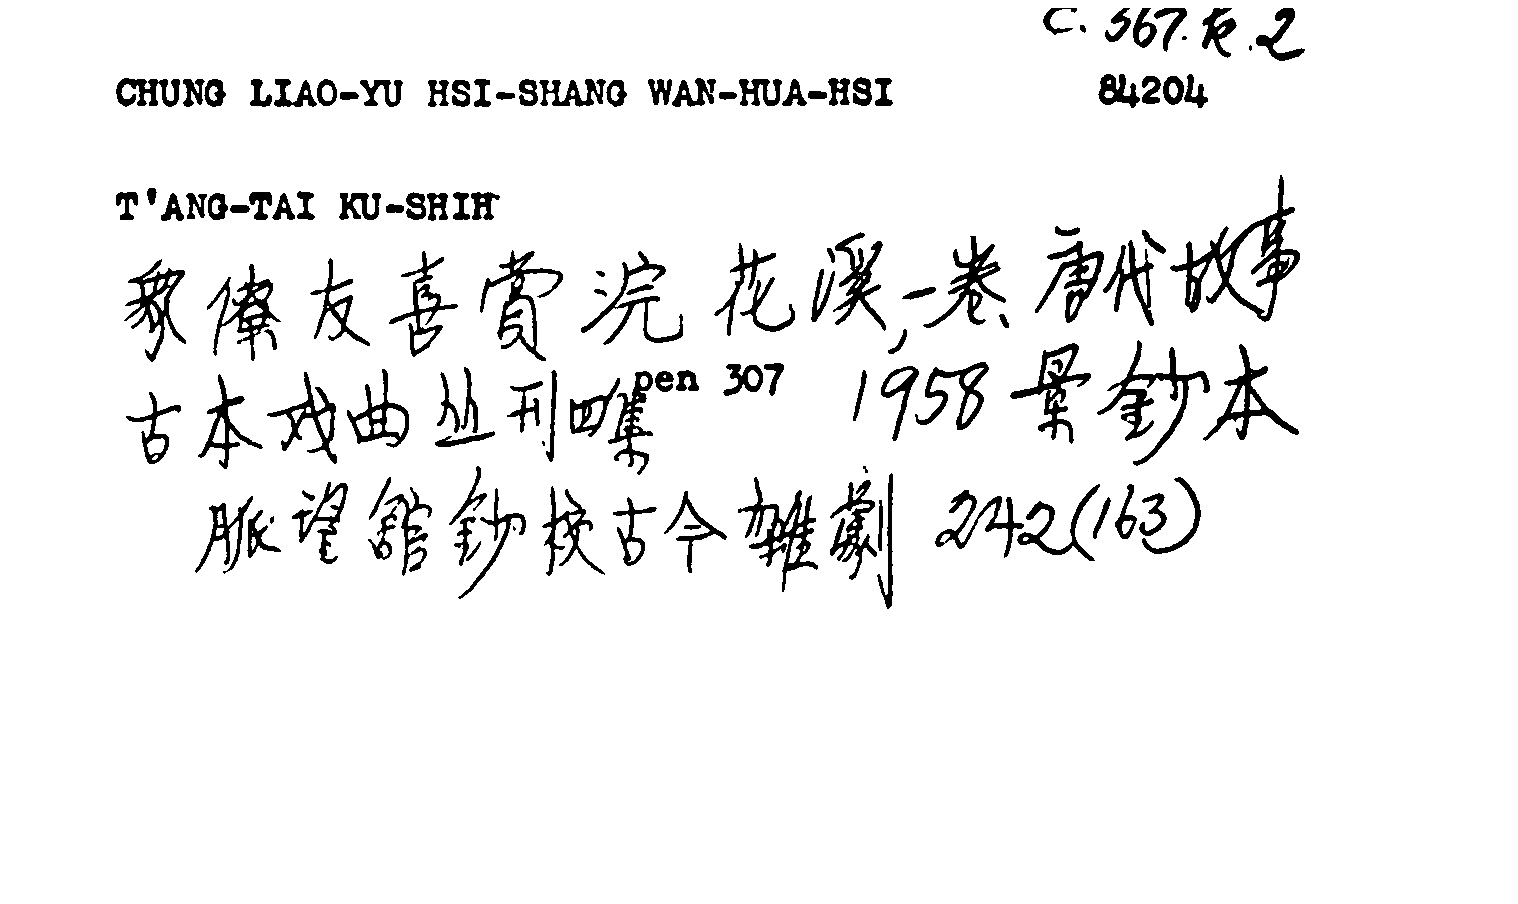 C. 367. 花. 2
CHUNG LIAO-YU HSI-SHANG WAN-HUA-HSI 84204
T'ANG-TAI KU-SHIH
衆僚友喜賞浣花溪,一卷、唐代故事
古本戏曲丛刊四集 pen 307 1958 景鈔本
脈望館鈔校古今雜劇 242(163)